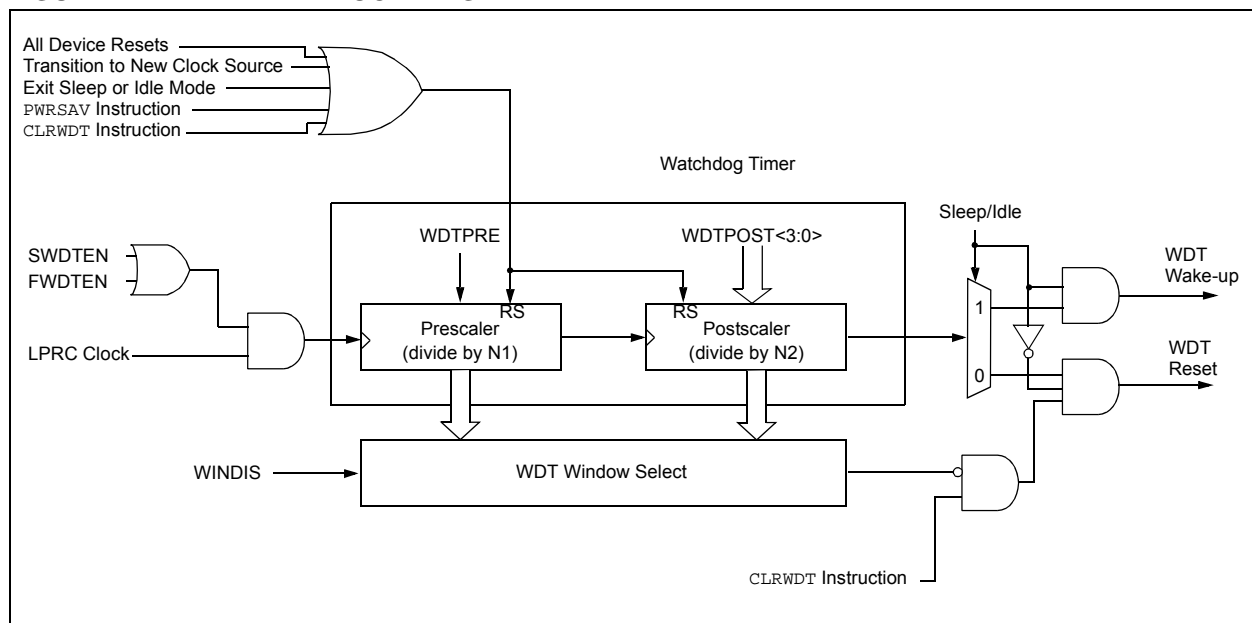 All Device Resets
Transition to New Clock Source
Exit Sleep or Idle Mode
PWRSAV Instruction
CLRWDT Instruction
Watchdog Timer
Sleep/Idle
WDTPRE
WDTPOST<3:0>
SWDTEN
FWDTEN
WDT
Wake-up
RS
RS
1
Prescaler
(divide by N1)
Postscaler
(divide by N2)
LPRC Clock
0
WDT
Reset
WINDIS
WDT Window Select
CLRWDT Instruction